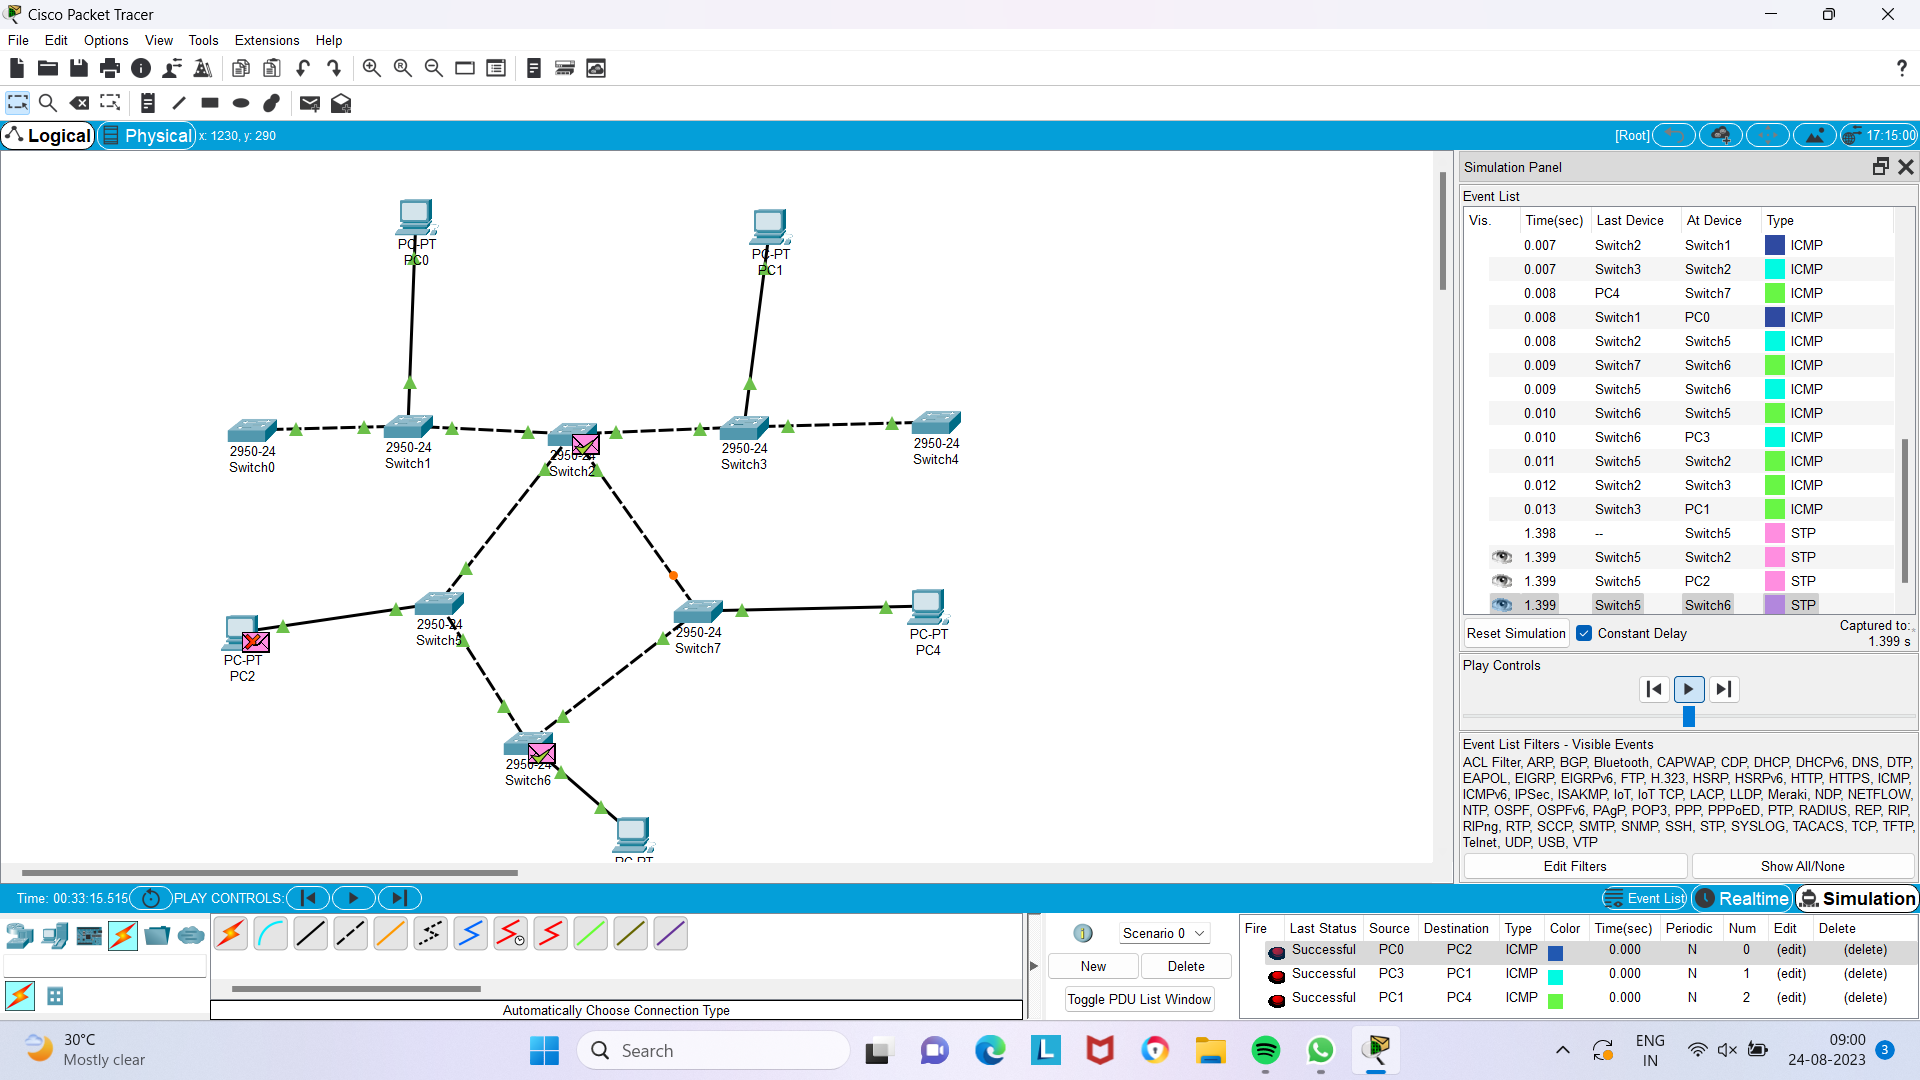 Cisco Packet Tracer
File Edit Options View Tools Extensions Help
?
Logical Physical x: 1230, y: 290 [Root] 17:15:00
Simulation Panel
Event List
Vis. Time(sec) Last Device At Device Type
0.007 Switch2 Switch1 ICMP
0.007 Switch3 Switch2 ICMP
0.008 PC4 Switch7 ICMP
0.008 Switch1 PC0 ICMP
0.008 Switch2 Switch5 ICMP
0.009 Switch7 Switch6 ICMP
0.009 Switch5 Switch6 ICMP
0.010 Switch6 Switch5 ICMP
0.010 Switch6 PC3 ICMP
0.011 Switch5 Switch2 ICMP
0.012 Switch2 Switch3 ICMP
0.013 Switch3 PC1 ICMP
1.398 -- Switch5 STP
1.399 Switch5 Switch2 STP
1.399 Switch5 PC2 STP
1.399 Switch5 Switch6 STP
Reset Simulation Constant Delay Captured to:
1.399 s
Play Controls
Event List Filters - Visible Events
ACL Filter, ARP, BGP, Bluetooth, CAPWAP, CDP, DHCP, DHCPv6, DNS, DTP,
EAPOL, EIGRP, EIGRPv6, FTP, H.323, HSRP, HSRPv6, HTTP, HTTPS, ICMP,
ICMPv6, IPSec, ISAKMP, IoT, IoT TCP, LACP, LLDP, Meraki, NDP, NETFLOW,
NTP, OSPF, OSPFv6, PAgP, POP3, PPP, PPPoED, PTP, RADIUS, REP, RIP,
RIPng, RTP, SCCP, SMTP, SNMP, SSH, STP, SYSLOG, TACACS, TCP, TFTP,
Telnet, UDP, USB, VTP
Edit Filters Show All/None
PC-PT
PC0
PC-PT
PC1
2950-24
Switch0
2950-24
Switch1
2950-24
Switch2
2950-24
Switch3
2950-24
Switch4
2950-24
Switch5
2950-24
Switch7
PC-PT
PC4
PC-PT
PC2
2950-24
Switch6
PC-PT
Time: 00:33:15.515 PLAY CONTROLS: Event List Realtime Simulation
Scenario 0
New Delete
Toggle PDU List Window
Fire Last Status Source Destination Type Color Time(sec) Periodic Num Edit Delete
Successful PC0 PC2 ICMP 0.000 N 0 (edit) (delete)
Successful PC3 PC1 ICMP 0.000 N 1 (edit) (delete)
Successful PC1 PC4 ICMP 0.000 N 2 (edit) (delete)
Automatically Choose Connection Type
30°C
Mostly clear
Search
ENG
IN
09:00
24-08-2023
3